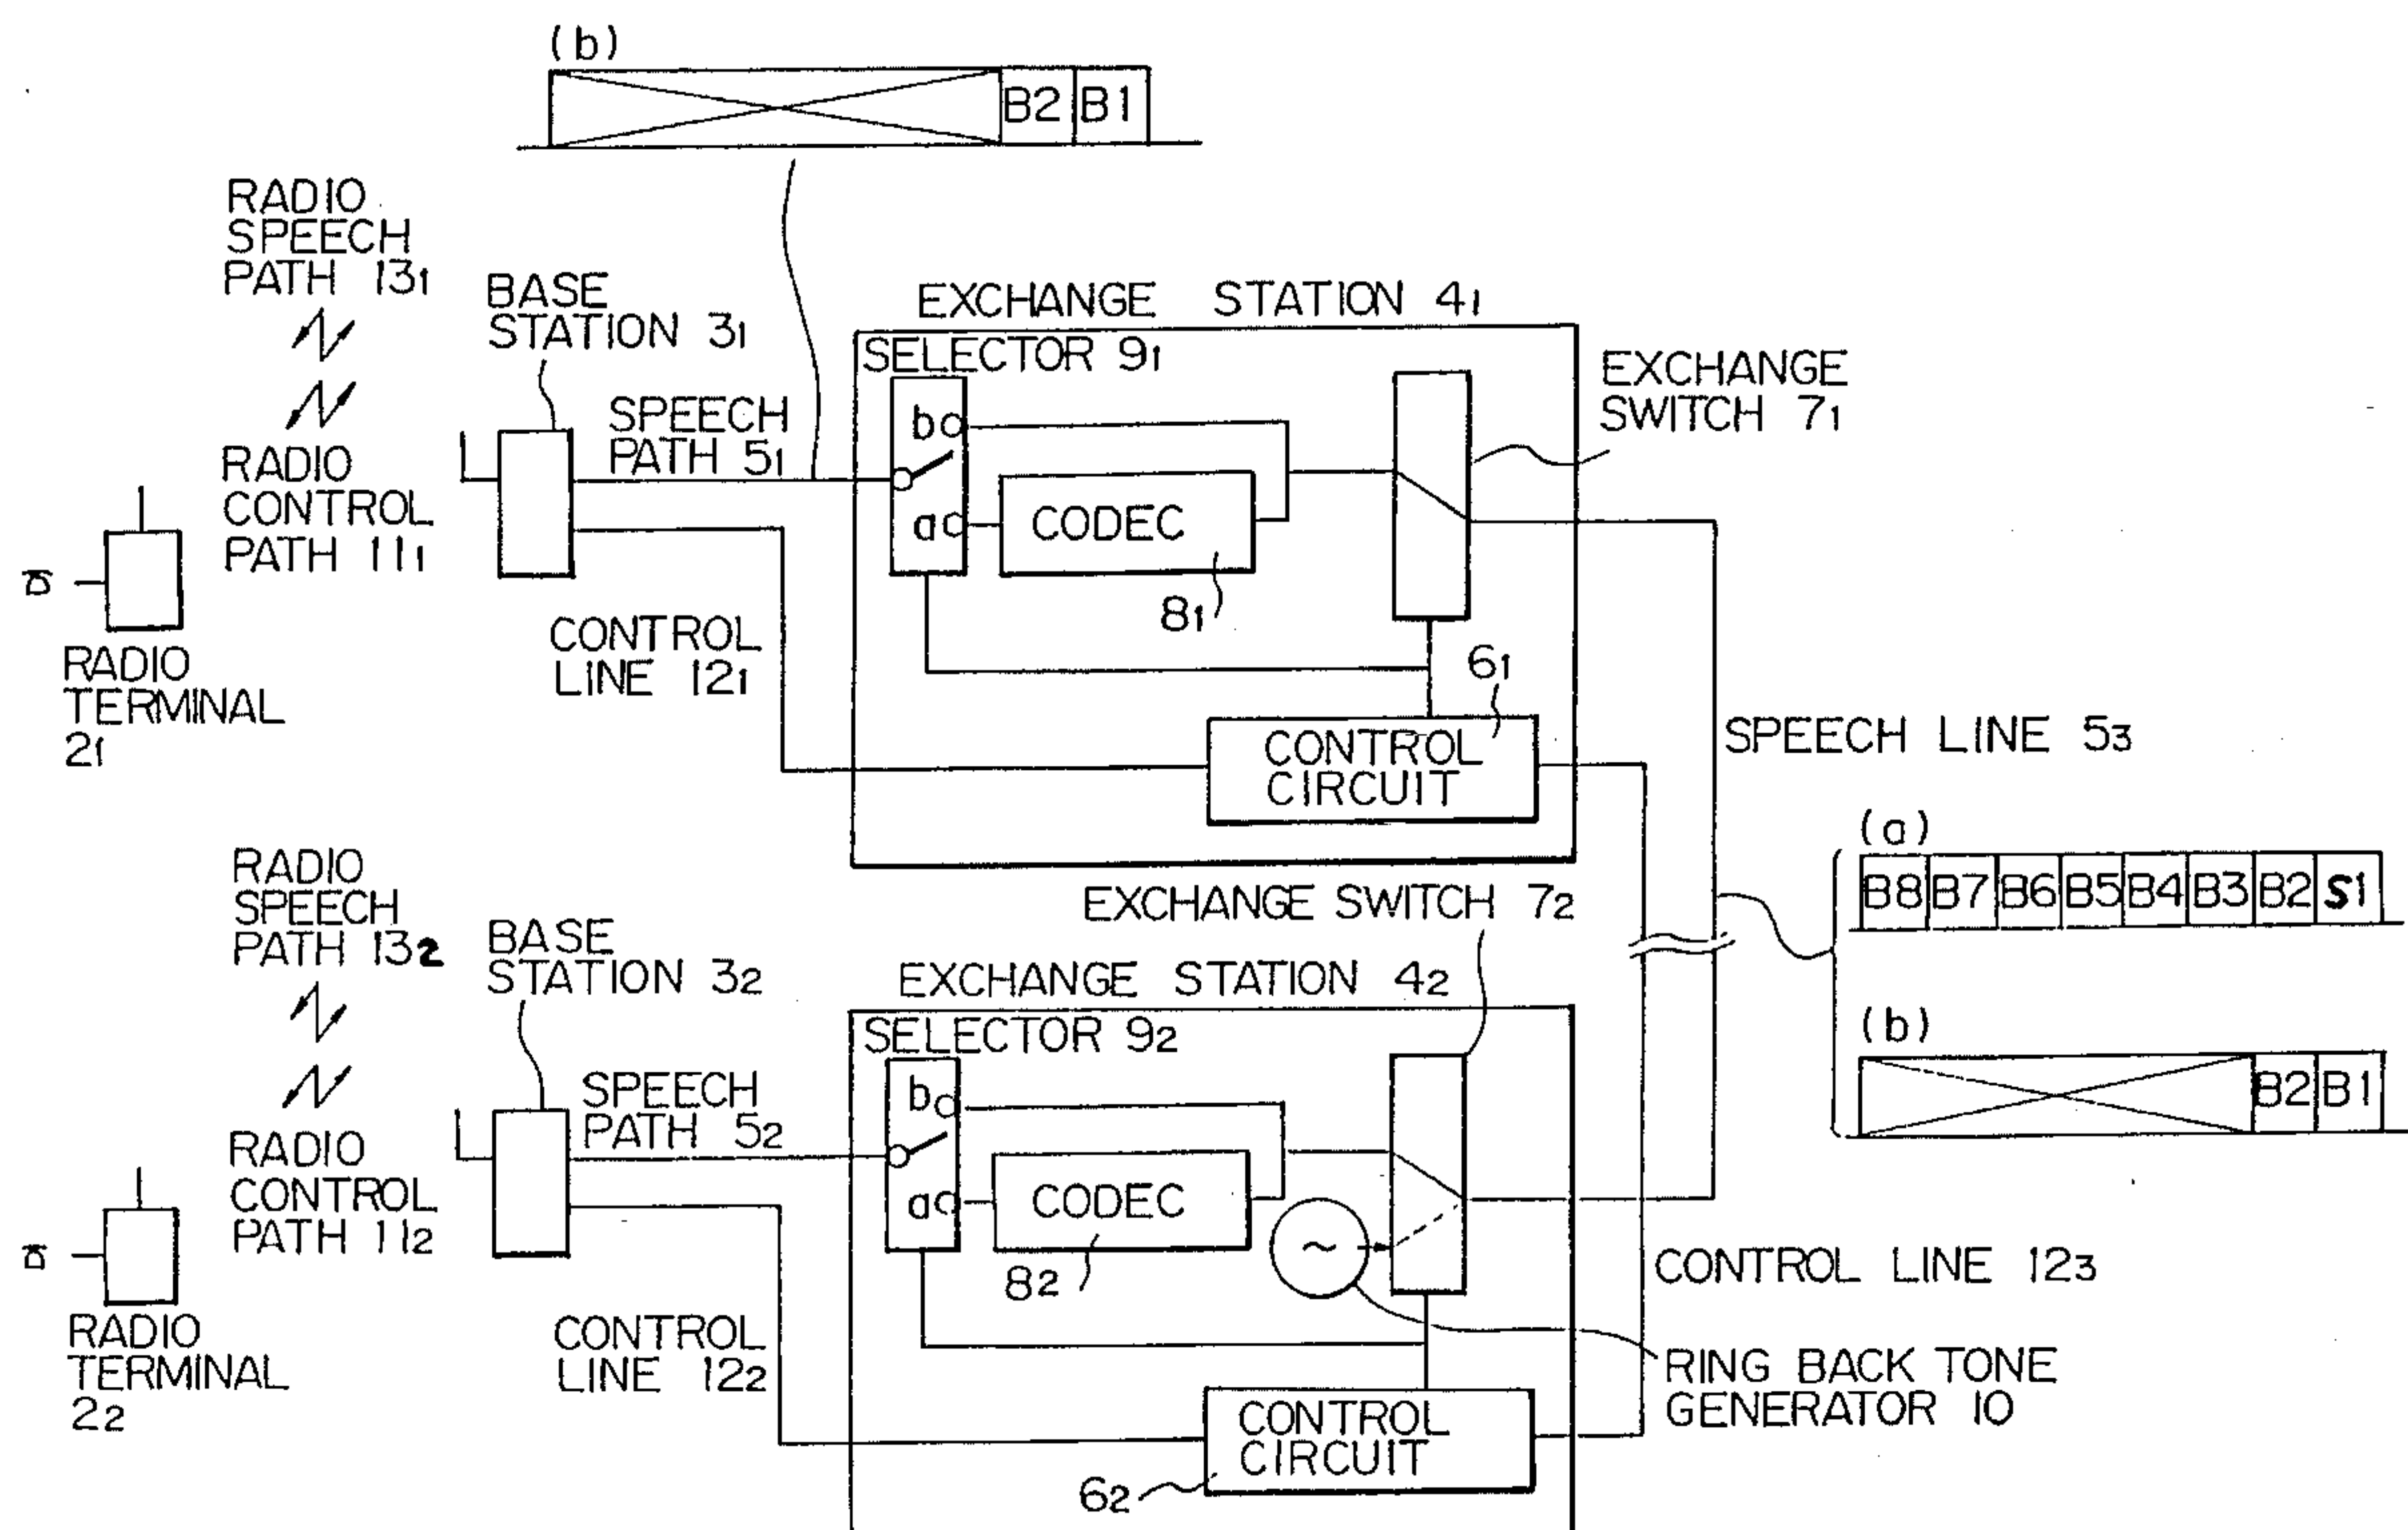 (b)
B2 B1
RADIO
SPEECH
PATH 13₁
BASE
STATION 3₁
RADIO
CONTROL
PATH 11₁
RADIO
TERMINAL
2₁
SPEECH
PATH 5₁
CONTROL
LINE 12₁
EXCHANGE STATION 4₁
SELECTOR 9₁
b
a
CODEC
8₁
EXCHANGE
SWITCH 7₁
6₁
CONTROL
CIRCUIT
SPEECH LINE 5₃
(a)
B8 B7 B6 B5 B4 B3 B2 S1
(b)
B2 B1
RADIO
SPEECH
PATH 13₂
BASE
STATION 3₂
RADIO
CONTROL
PATH 11₂
RADIO
TERMINAL
2₂
SPEECH
PATH 5₂
CONTROL
LINE 12₂
EXCHANGE SWITCH 7₂
EXCHANGE STATION 4₂
SELECTOR 9₂
b
a
CODEC
8₂
~
CONTROL LINE 12₃
RING BACK TONE
GENERATOR 10
CONTROL
CIRCUIT
6₂